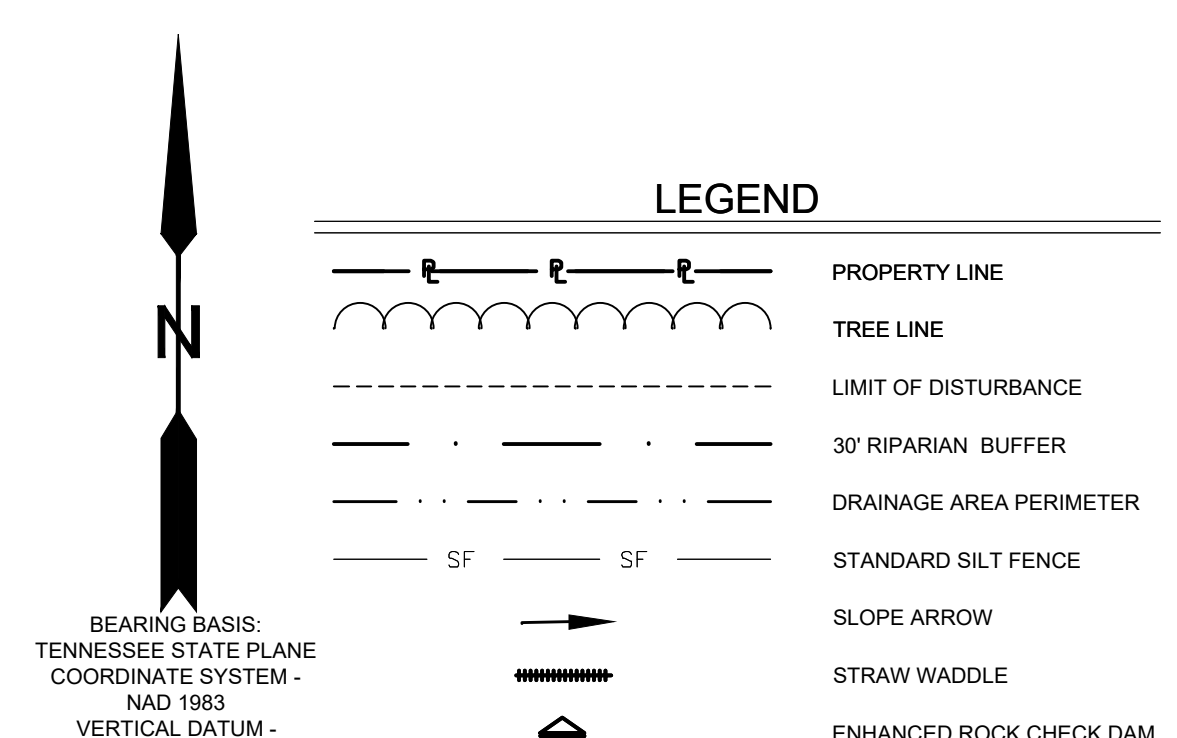 LEGEND
PL PL PL PROPERTY LINE
TREE LINE
LIMIT OF DISTURBANCE
30' RIPARIAN BUFFER
DRAINAGE AREA PERIMETER
SF SF STANDARD SILT FENCE
SLOPE ARROW
STRAW WADDLE
ENHANCED ROCK CHECK DAM
N
BEARING BASIS:
TENNESSEE STATE PLANE
COORDINATE SYSTEM -
NAD 1983
VERTICAL DATUM -